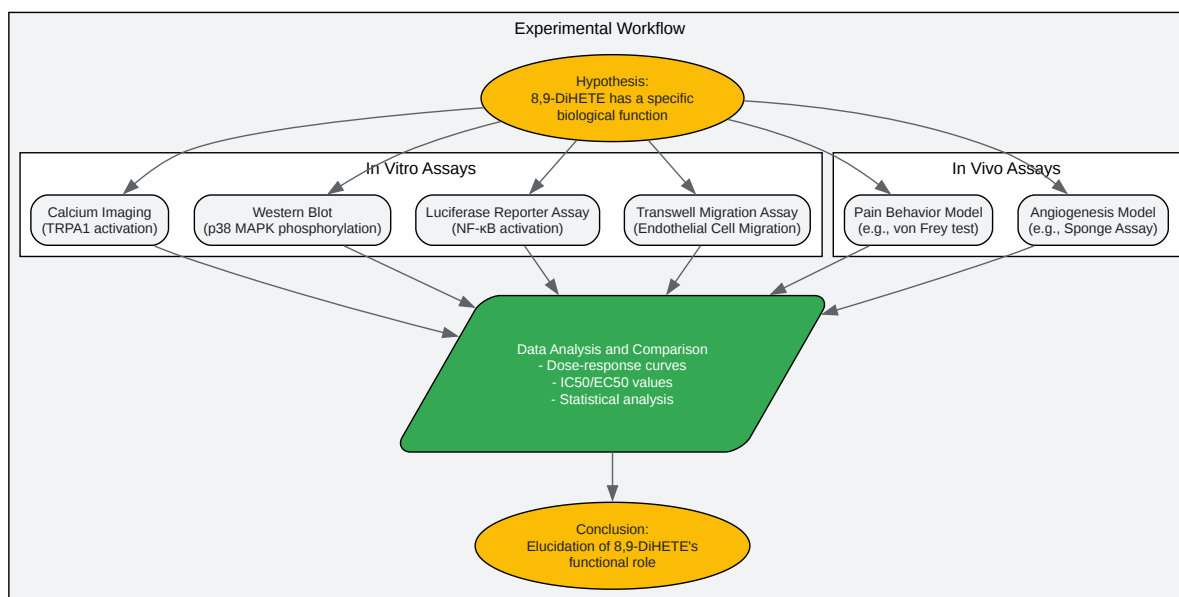 Experimental Workflow
Hypothesis:
8,9-DiHETE has a specific
biological function
In Vitro Assays
In Vivo Assays
Calcium Imaging
(TRPA1 activation)
Western Blot
(p38 MAPK phosphorylation)
Luciferase Reporter Assay
(NF-κB activation)
Transwell Migration Assay
(Endothelial Cell Migration)
Pain Behavior Model
(e.g., von Frey test)
Angiogenesis Model
(e.g., Sponge Assay)
Data Analysis and Comparison
- Dose-response curves
- IC50/EC50 values
- Statistical analysis
Conclusion:
Elucidation of 8,9-DiHETE's
functional role